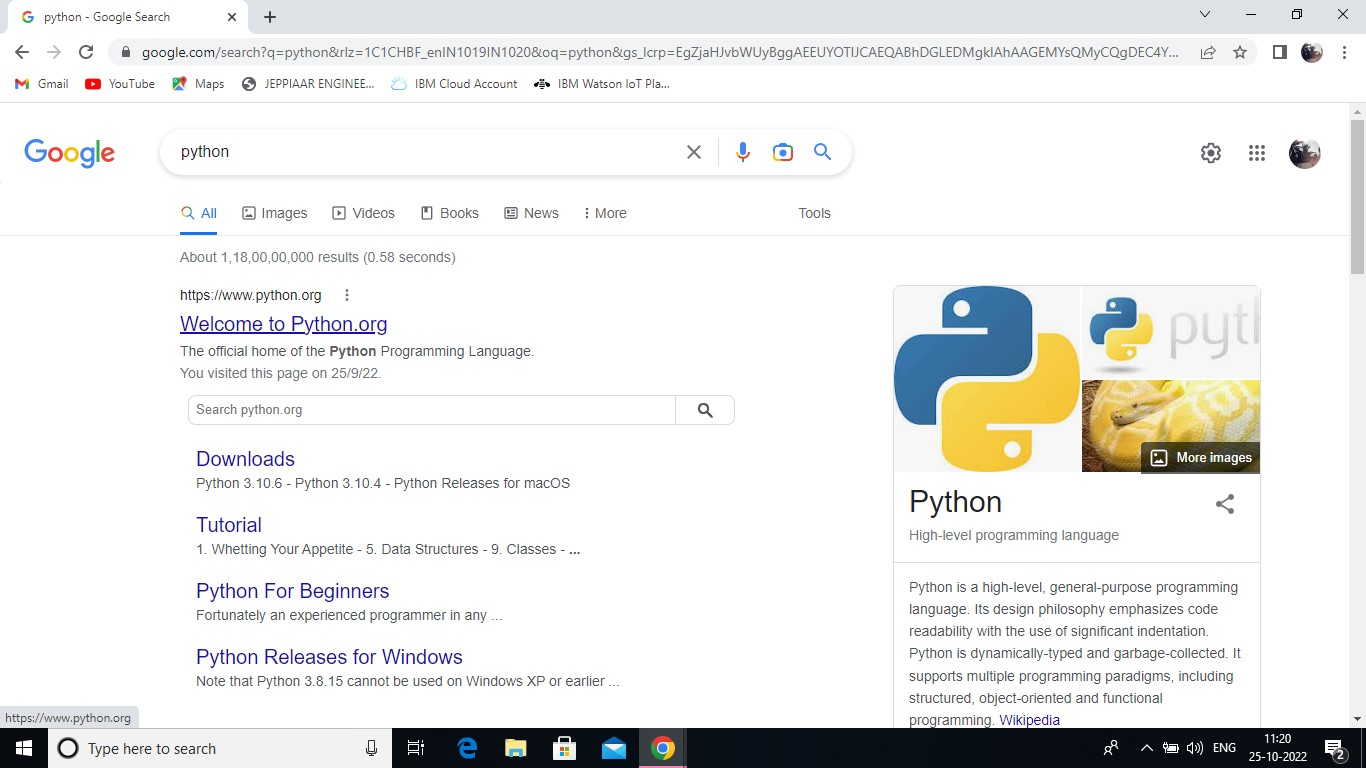 python - Google Search
google.com/search?q=python&rlz=1C1CHBF_enIN1019IN1020&oq=python&gs_lcrp=EgZjaHJvbWUyBggAEEUYOTIJCAEQABhDGLEDMgkIAhAAGEMYsQMyCQgDEC4Y...
Gmail YouTube Maps JEPPIAAR ENGINEE... IBM Cloud Account IBM Watson IoT Pla...
Google
python
All Images Videos Books News More Tools
About 1,18,00,00,000 results (0.58 seconds)
https://www.python.org
Welcome to Python.org
The official home of the Python Programming Language.
You visited this page on 25/9/22.
Search python.org
Downloads
Python 3.10.6 - Python 3.10.4 - Python Releases for macOS
Tutorial
1. Whetting Your Appetite - 5. Data Structures - 9. Classes - ...
Python For Beginners
Fortunately an experienced programmer in any ...
Python Releases for Windows
Note that Python 3.8.15 cannot be used on Windows XP or earlier ...
More images
Python
High-level programming language
Python is a high-level, general-purpose programming
language. Its design philosophy emphasizes code
readability with the use of significant indentation.
Python is dynamically-typed and garbage-collected. It
supports multiple programming paradigms, including
structured, object-oriented and functional
programming. Wikipedia
https://www.python.org
Type here to search
ENG
11:20
25-10-2022
2